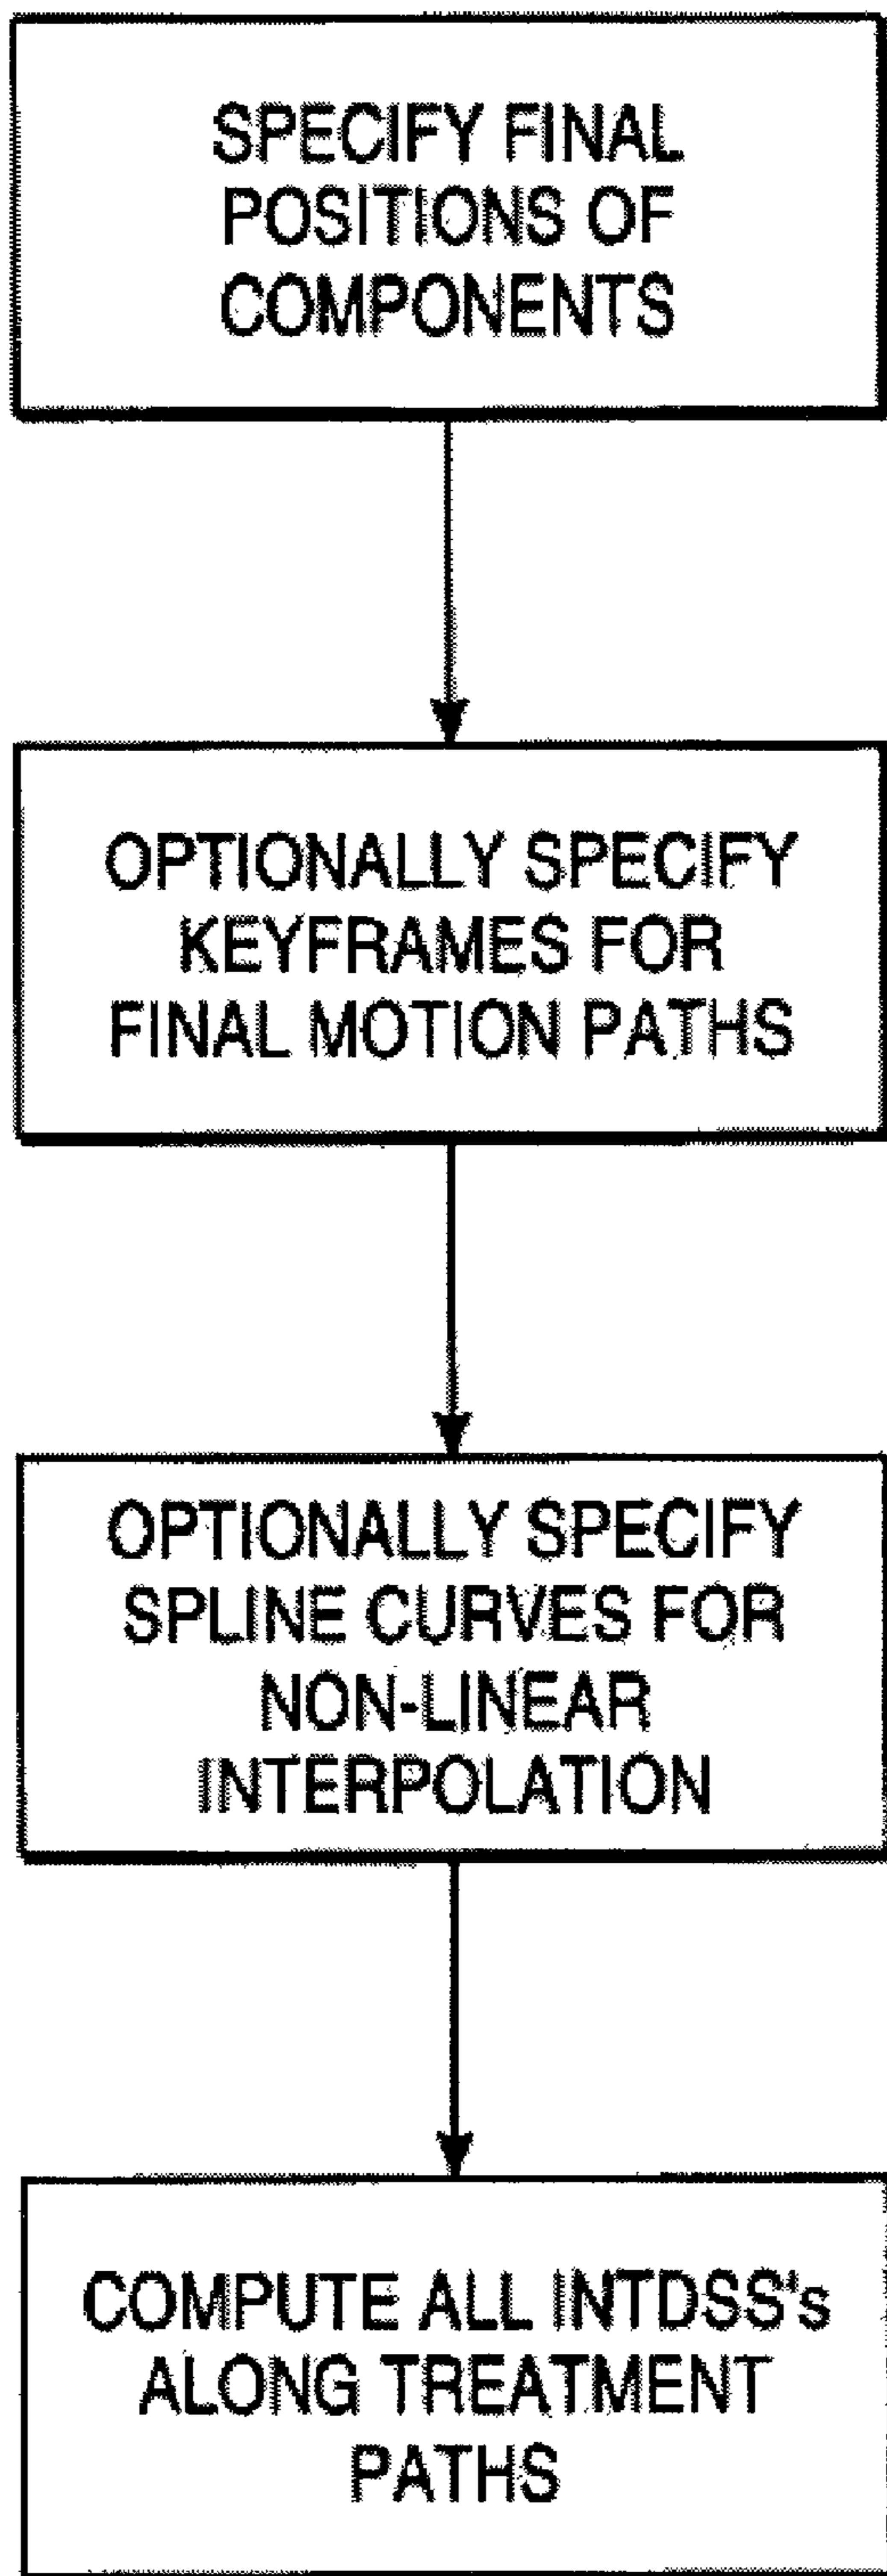 SPECIFY FINAL
POSITIONS OF
COMPONENTS
OPTIONALLY SPECIFY
KEYFRAMES FOR
FINAL MOTION PATHS
OPTIONALLY SPECIFY
SPLINE CURVES FOR
NON-LINEAR
INTERPOLATION
COMPUTE ALL INTDSS's
ALONG TREATMENT
PATHS